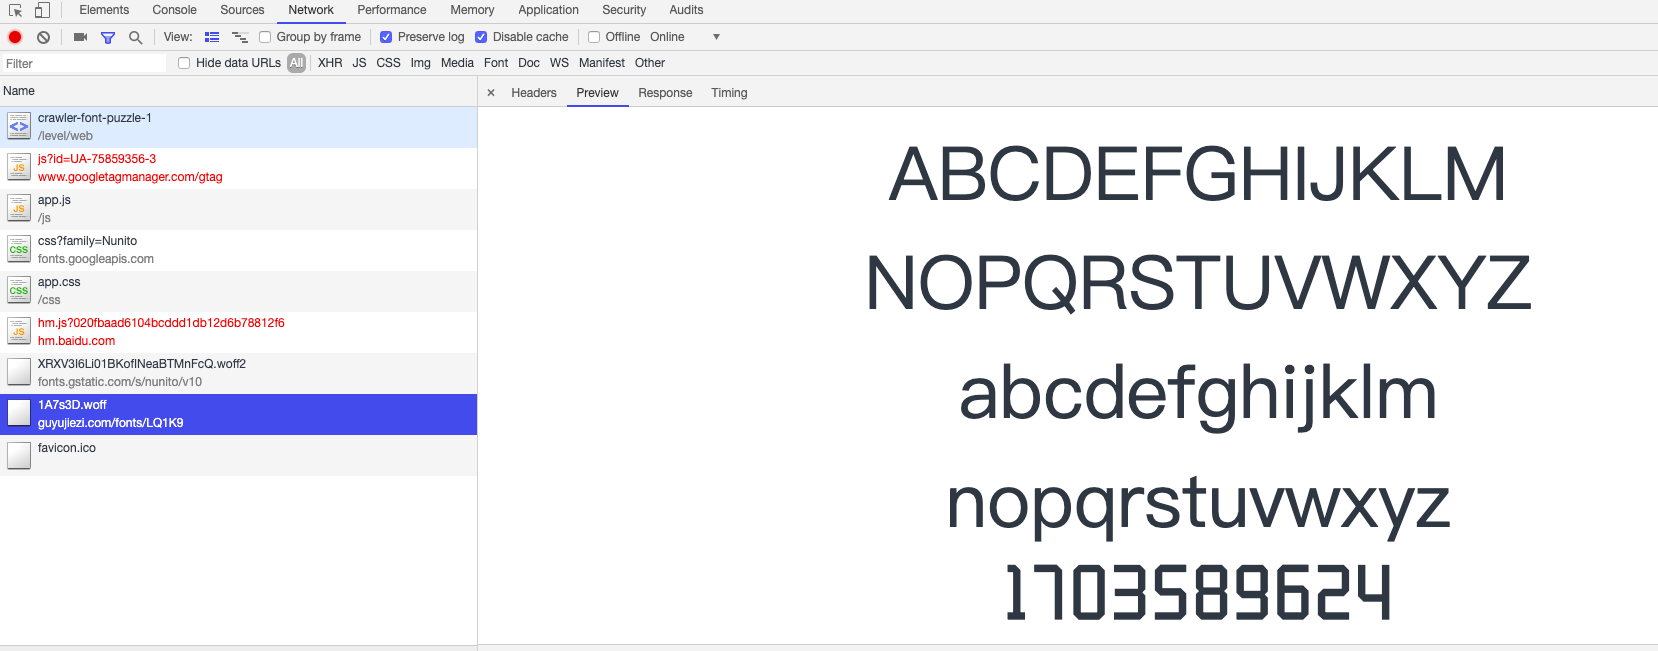 Elements Console Sources Network Performance Memory Application Security Audits
View: Group by frame Preserve log Disable cache Offline Online
Filter Hide data URLs All XHR JS CSS Img Media Font Doc WS Manifest Other
Name
Headers Preview Response Timing
crawler-font-puzzle-1
/level/web
js?id=UA-75859356-3
www.googletagmanager.com/gtag
app.js
/js
css?family=Nunito
fonts.googleapis.com
app.css
/css
hm.js?020fbaad6104bcddd1db12d6b78812f6
hm.baidu.com
XRXV3I6Li01BKofINeaBTMnFcQ.woff2
fonts.gstatic.com/s/nunito/v10
1A7s3D.woff
guyujiezi.com/fonts/LQ1K9
favicon.ico
ABCDEFGHIJKLM
NOPQRSTUVWXYZ
abcdefghijklm
nopqrstuvwxyz
1703589624